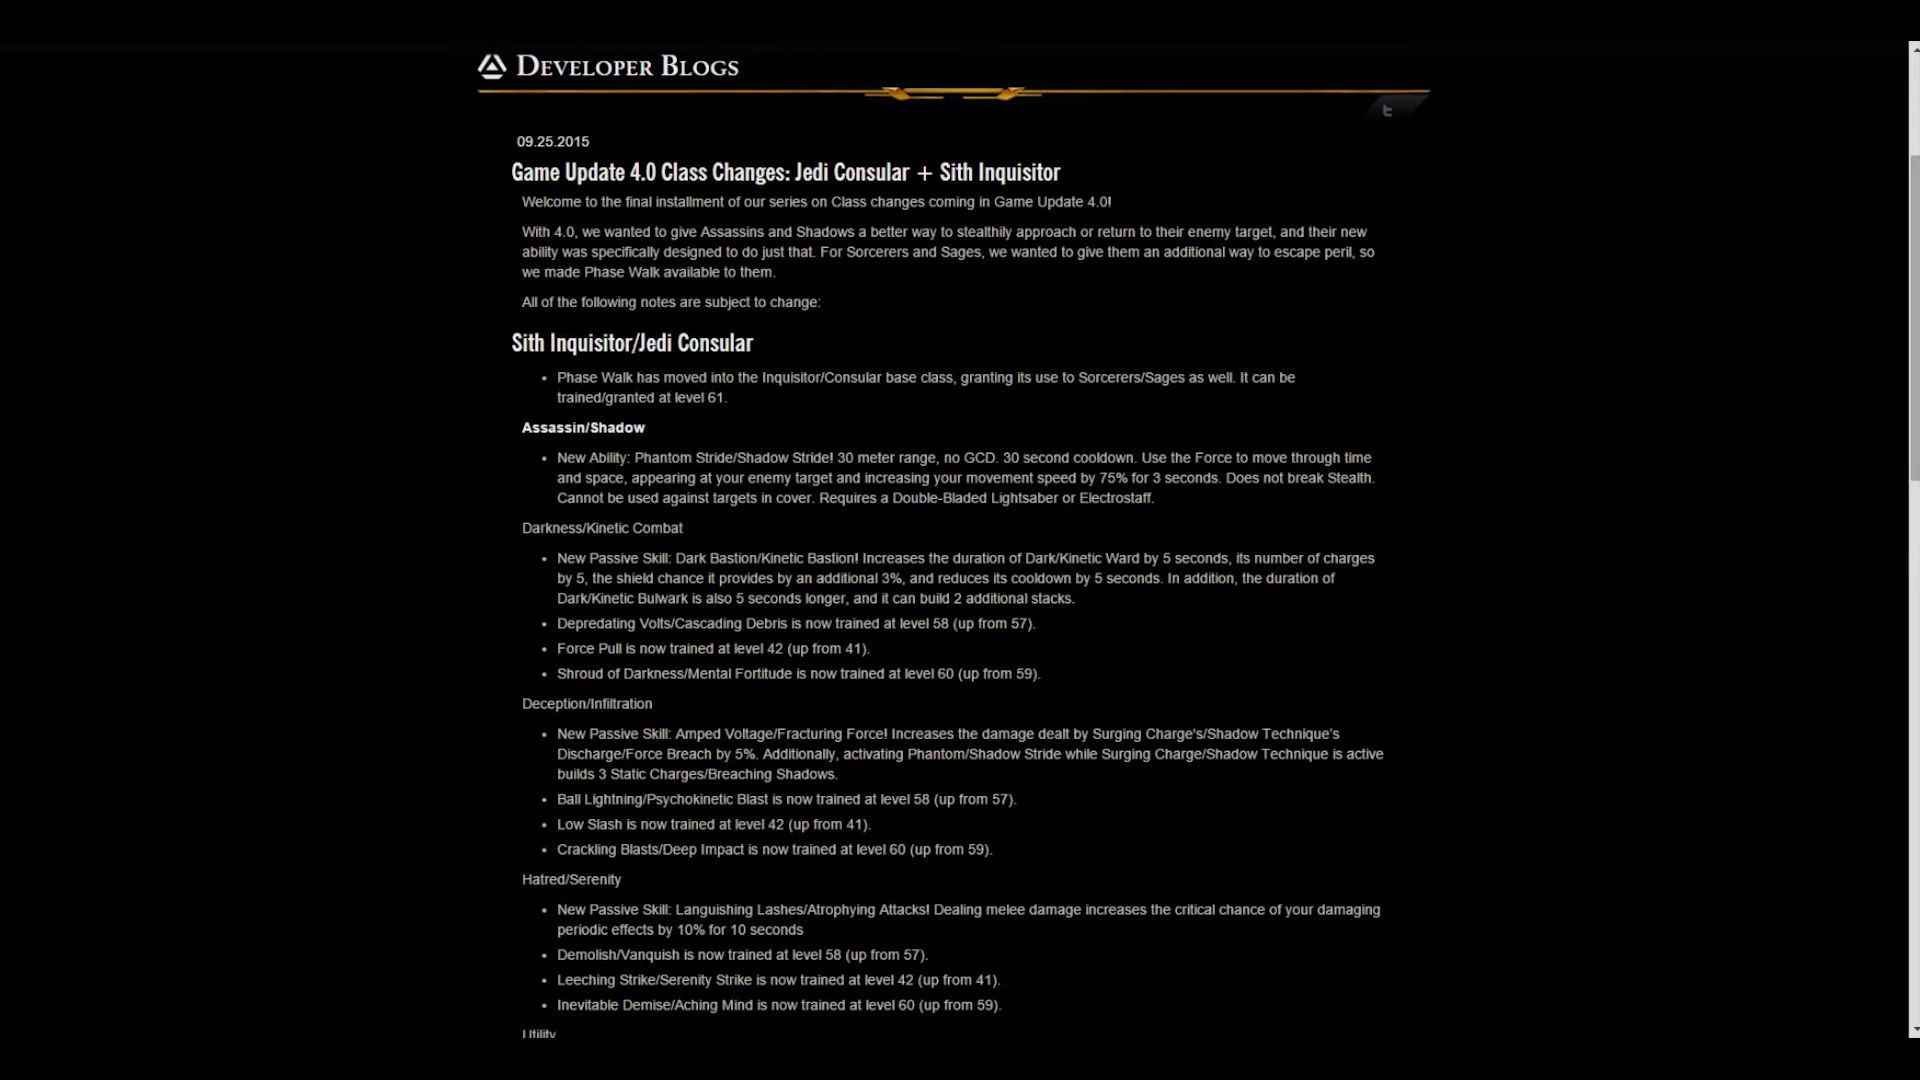 DEVELOPER BLOGS
09.25.2015
Game Update 4.0 Class Changes: Jedi Consular + Sith Inquisitor
Welcome to the final installment of our series on Class changes coming in Game Update 4.0!
With 4.0, we wanted to give Assassins and Shadows a better way to stealthily approach or return to their enemy target, and their new
ability was specifically designed to do just that. For Sorcerers and Sages, we wanted to give them an additional way to escape peril, so
we made Phase Walk available to them.
All of the following notes are subject to change:
Sith Inquisitor/Jedi Consular
• Phase Walk has moved into the Inquisitor/Consular base class, granting its use to Sorcerers/Sages as well. It can be
trained/granted at level 61.
Assassin/Shadow
• New Ability: Phantom Stride/Shadow Stride! 30 meter range, no GCD. 30 second cooldown. Use the Force to move through time
and space, appearing at your enemy target and increasing your movement speed by 75% for 3 seconds. Does not break Stealth.
Cannot be used against targets in cover. Requires a Double-Bladed Lightsaber or Electrostaff.
Darkness/Kinetic Combat
• New Passive Skill: Dark Bastion/Kinetic Bastion! Increases the duration of Dark/Kinetic Ward by 5 seconds, its number of charges
by 5, the shield chance it provides by an additional 3%, and reduces its cooldown by 5 seconds. In addition, the duration of
Dark/Kinetic Bulwark is also 5 seconds longer, and it can build 2 additional stacks.
• Depredating Volts/Cascading Debris is now trained at level 58 (up from 57).
• Force Pull is now trained at level 42 (up from 41).
• Shroud of Darkness/Mental Fortitude is now trained at level 60 (up from 59).
Deception/Infiltration
• New Passive Skill: Amped Voltage/Fracturing Force! Increases the damage dealt by Surging Charge's/Shadow Technique's
Discharge/Force Breach by 5%. Additionally, activating Phantom/Shadow Stride while Surging Charge/Shadow Technique is active
builds 3 Static Charges/Breaching Shadows.
• Ball Lightning/Psychokinetic Blast is now trained at level 58 (up from 57).
• Low Slash is now trained at level 42 (up from 41).
• Crackling Blasts/Deep Impact is now trained at level 60 (up from 59).
Hatred/Serenity
• New Passive Skill: Languishing Lashes/Atrophying Attacks! Dealing melee damage increases the critical chance of your damaging
periodic effects by 10% for 10 seconds
• Demolish/Vanquish is now trained at level 58 (up from 57).
• Leeching Strike/Serenity Strike is now trained at level 42 (up from 41).
• Inevitable Demise/Aching Mind is now trained at level 60 (up from 59).
Utility